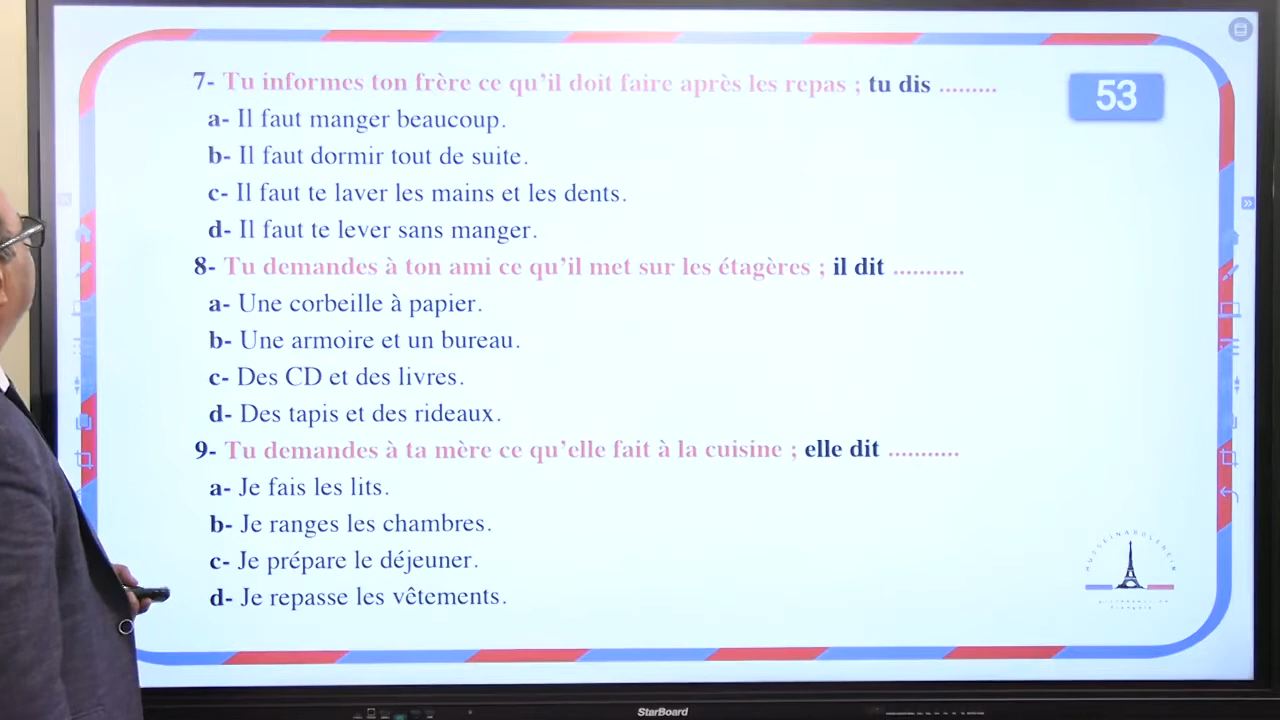 53
7- Tu informes ton frère ce qu’il doit faire après les repas ; tu dis .........
a- Il faut manger beaucoup.
b- Il faut dormir tout de suite.
c- Il faut te laver les mains et les dents.
d- Il faut te lever sans manger.
8- Tu demandes à ton ami ce qu’il met sur les étagères ; il dit ...........
a- Une corbeille à papier.
b- Une armoire et un bureau.
c- Des CD et des livres.
d- Des tapis et des rideaux.
9- Tu demandes à ta mère ce qu’elle fait à la cuisine ; elle dit ...........
a- Je fais les lits.
b- Je ranges les chambres.
c- Je prépare le déjeuner.
d- Je repasse les vêtements.
StarBoard